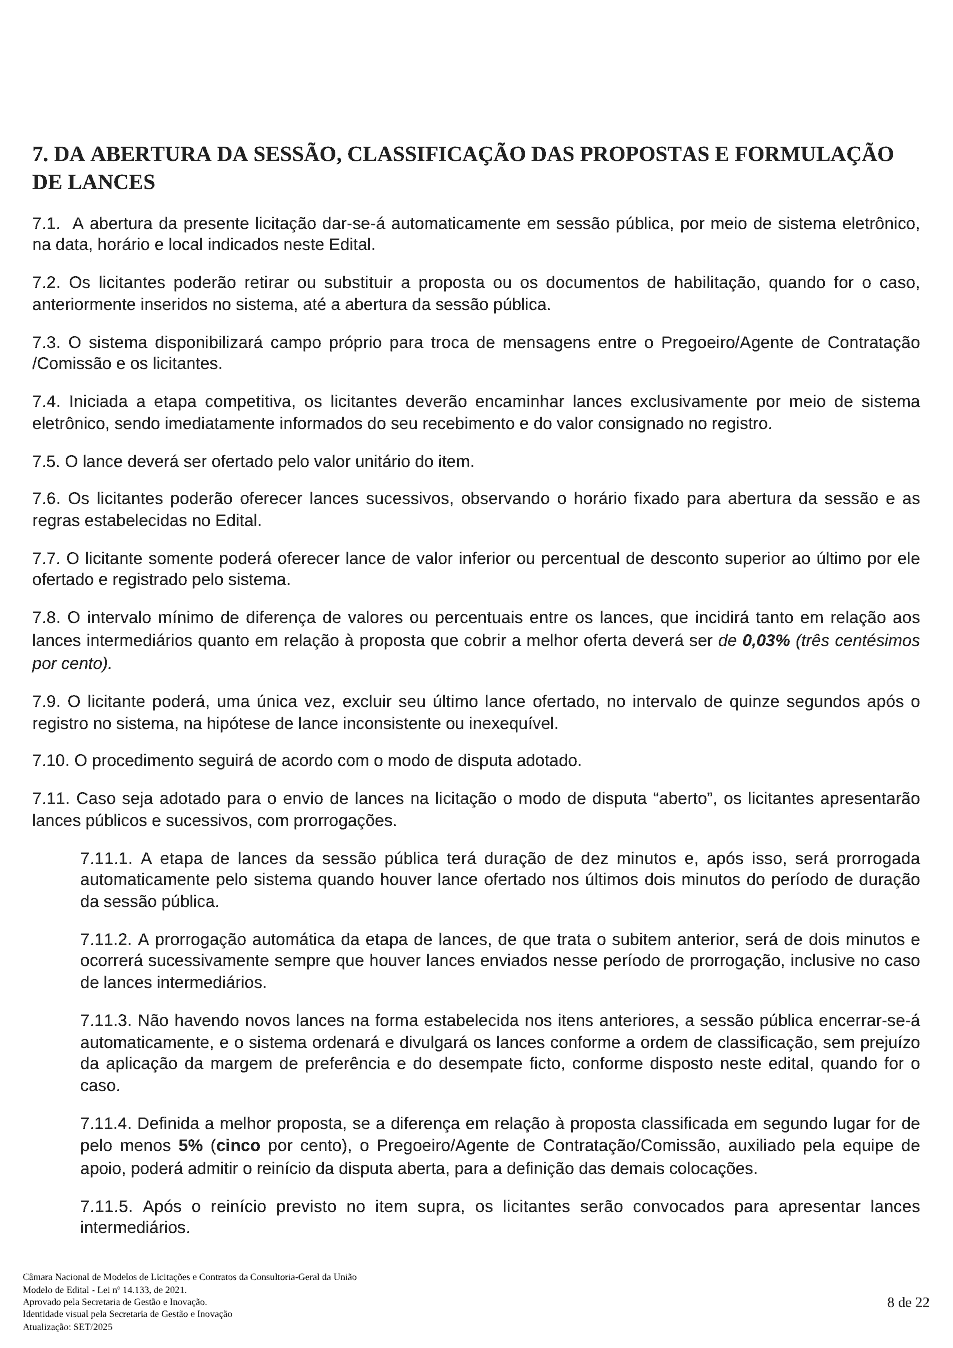 7. DA ABERTURA DA SESSÃO, CLASSIFICAÇÃO DAS PROPOSTAS E FORMULAÇÃO
DE LANCES
7.1. A abertura da presente licitação dar-se-á automaticamente em sessão pública, por meio de sistema eletrônico,
na data, horário e local indicados neste Edital.
7.2. Os licitantes poderão retirar ou substituir a proposta ou os documentos de habilitação, quando for o caso,
anteriormente inseridos no sistema, até a abertura da sessão pública.
7.3. O sistema disponibilizará campo próprio para troca de mensagens entre o Pregoeiro/Agente de Contratação
/Comissão e os licitantes.
7.4. Iniciada a etapa competitiva, os licitantes deverão encaminhar lances exclusivamente por meio de sistema
eletrônico, sendo imediatamente informados do seu recebimento e do valor consignado no registro.
7.5. O lance deverá ser ofertado pelo valor unitário do item.
7.6. Os licitantes poderão oferecer lances sucessivos, observando o horário fixado para abertura da sessão e as
regras estabelecidas no Edital.
7.7. O licitante somente poderá oferecer lance de valor inferior ou percentual de desconto superior ao último por ele
ofertado e registrado pelo sistema.
7.8. O intervalo mínimo de diferença de valores ou percentuais entre os lances, que incidirá tanto em relação aos
lances intermediários quanto em relação à proposta que cobrir a melhor oferta deverá ser de 0,03% (três centésimos
por cento).
7.9. O licitante poderá, uma única vez, excluir seu último lance ofertado, no intervalo de quinze segundos após o
registro no sistema, na hipótese de lance inconsistente ou inexequível.
7.10. O procedimento seguirá de acordo com o modo de disputa adotado.
7.11. Caso seja adotado para o envio de lances na licitação o modo de disputa “aberto”, os licitantes apresentarão
lances públicos e sucessivos, com prorrogações.
7.11.1. A etapa de lances da sessão pública terá duração de dez minutos e, após isso, será prorrogada
automaticamente pelo sistema quando houver lance ofertado nos últimos dois minutos do período de duração
da sessão pública.
7.11.2. A prorrogação automática da etapa de lances, de que trata o subitem anterior, será de dois minutos e
ocorrerá sucessivamente sempre que houver lances enviados nesse período de prorrogação, inclusive no caso
de lances intermediários.
7.11.3. Não havendo novos lances na forma estabelecida nos itens anteriores, a sessão pública encerrar-se-á
automaticamente, e o sistema ordenará e divulgará os lances conforme a ordem de classificação, sem prejuízo
da aplicação da margem de preferência e do desempate ficto, conforme disposto neste edital, quando for o
caso.
7.11.4. Definida a melhor proposta, se a diferença em relação à proposta classificada em segundo lugar for de
pelo menos 5% (cinco por cento), o Pregoeiro/Agente de Contratação/Comissão, auxiliado pela equipe de
apoio, poderá admitir o reinício da disputa aberta, para a definição das demais colocações.
7.11.5. Após o reinício previsto no item supra, os licitantes serão convocados para apresentar lances
intermediários.
Câmara Nacional de Modelos de Licitações e Contratos da Consultoria-Geral da União
Modelo de Edital - Lei nº 14.133, de 2021.
Aprovado pela Secretaria de Gestão e Inovação.
Identidade visual pela Secretaria de Gestão e Inovação
Atualização: SET/2025
8 de 22